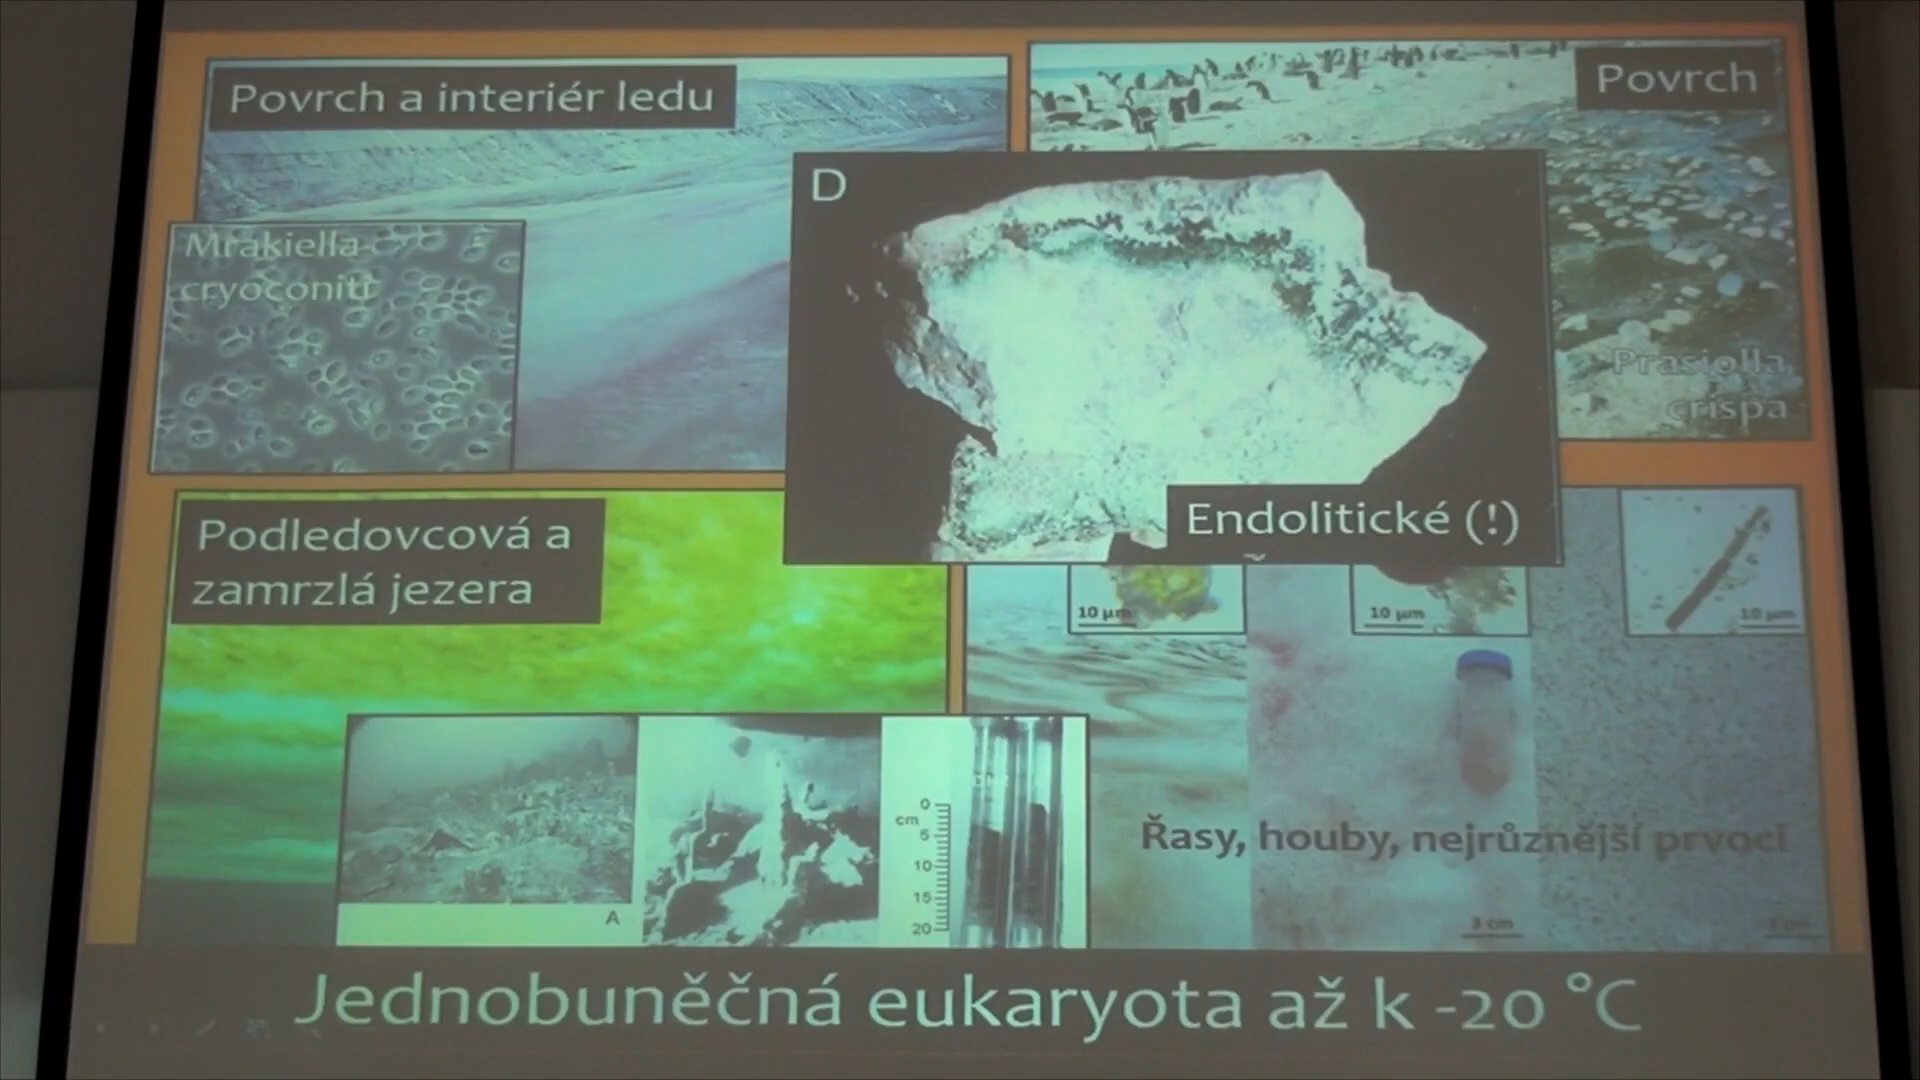 Povrch a interiér ledu
Povrch
D
Mrakiella
cryoconiti
Prasiolla
crispa
Endolitické (!)
Podledovcová a
zamrzlá jezera
10 µm
10 µm
10 µm
0
cm
5
10
15
20
A
Řasy, houby, nejrůznější prvoci
3 cm
Jednobuněčná eukaryota až k -20 °C